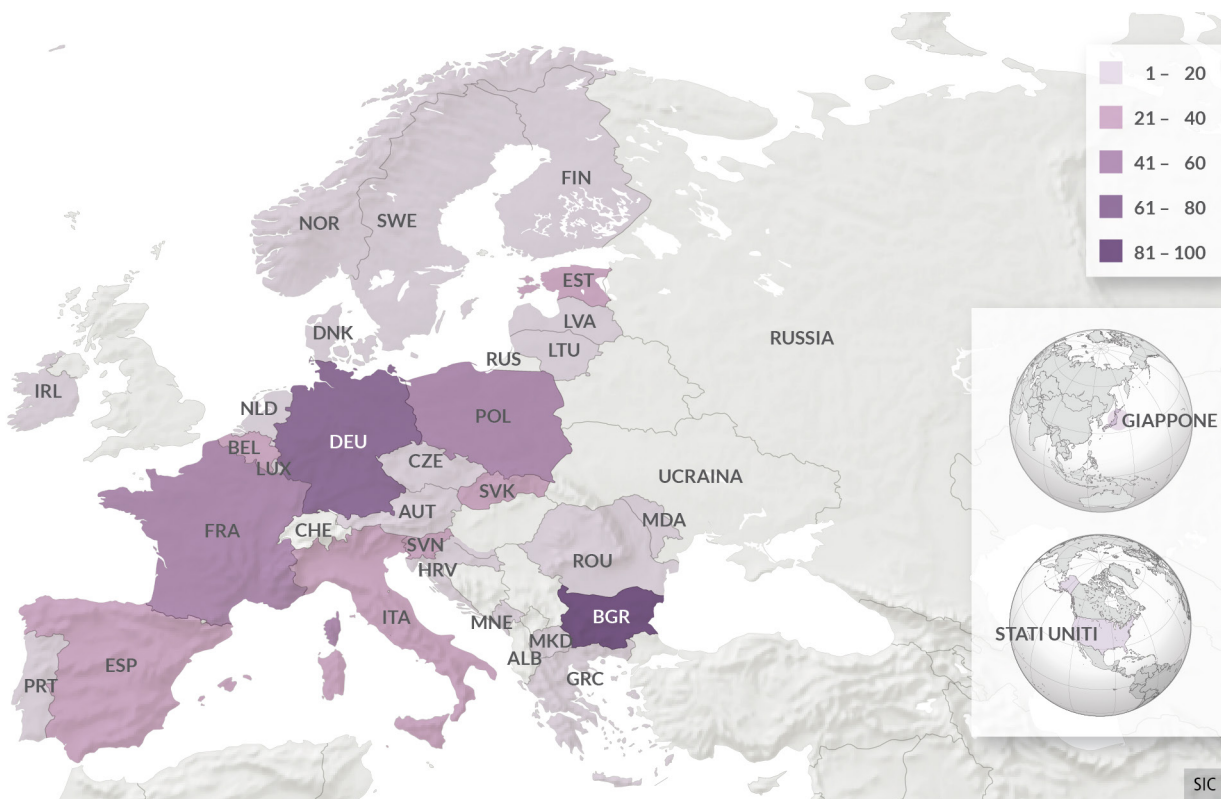 1 – 20
21 – 40
41 – 60
61 – 80
81 – 100
FIN
NOR
SWE
EST
LVA
DNK
LTU
RUS
RUSSIA
IRL
NLD
POL
DEU
BEL
LUX
CZE
UCRAINA
SVK
AUT
MDA
FRA
CHE
SVN
ROU
HRV
ITA
MNE
BGR
MKD
ALB
ESP
PRT
GRC
GIAPPONE
STATI UNITI
SIC